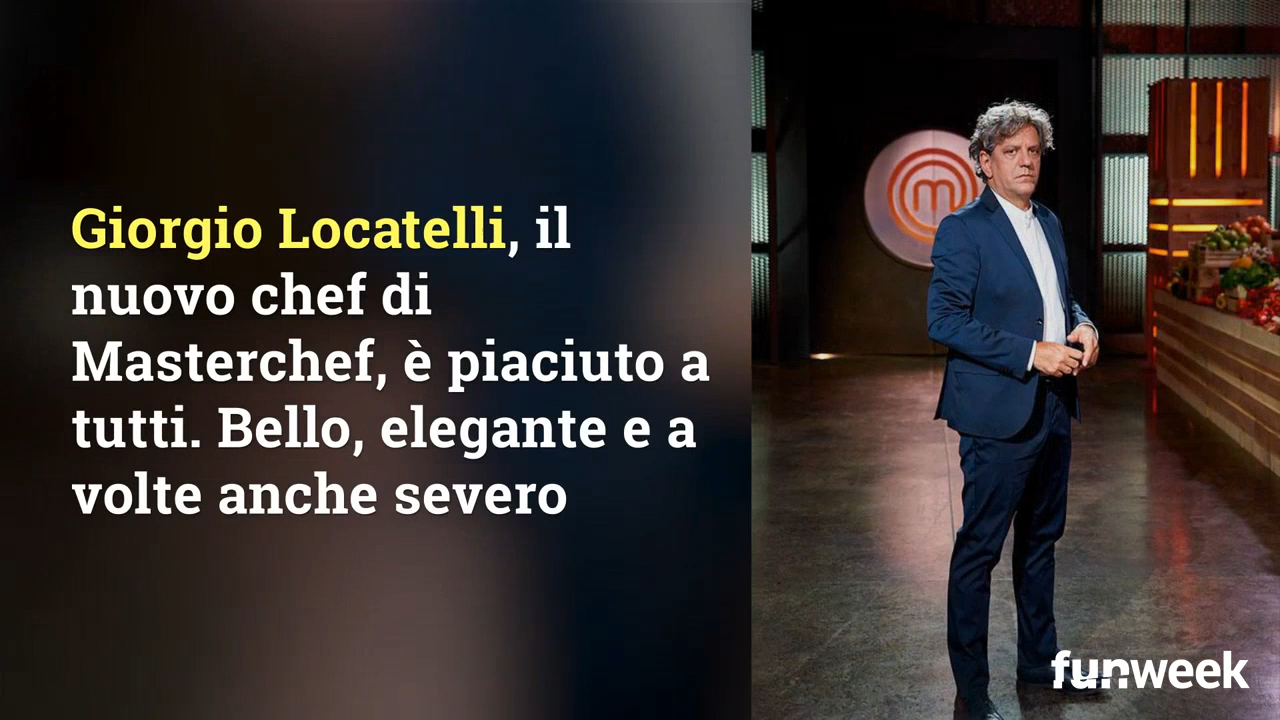 Giorgio Locatelli, il
nuovo chef di
Masterchef, è piaciuto a
tutti. Bello, elegante e a
volte anche severo
m
funweek